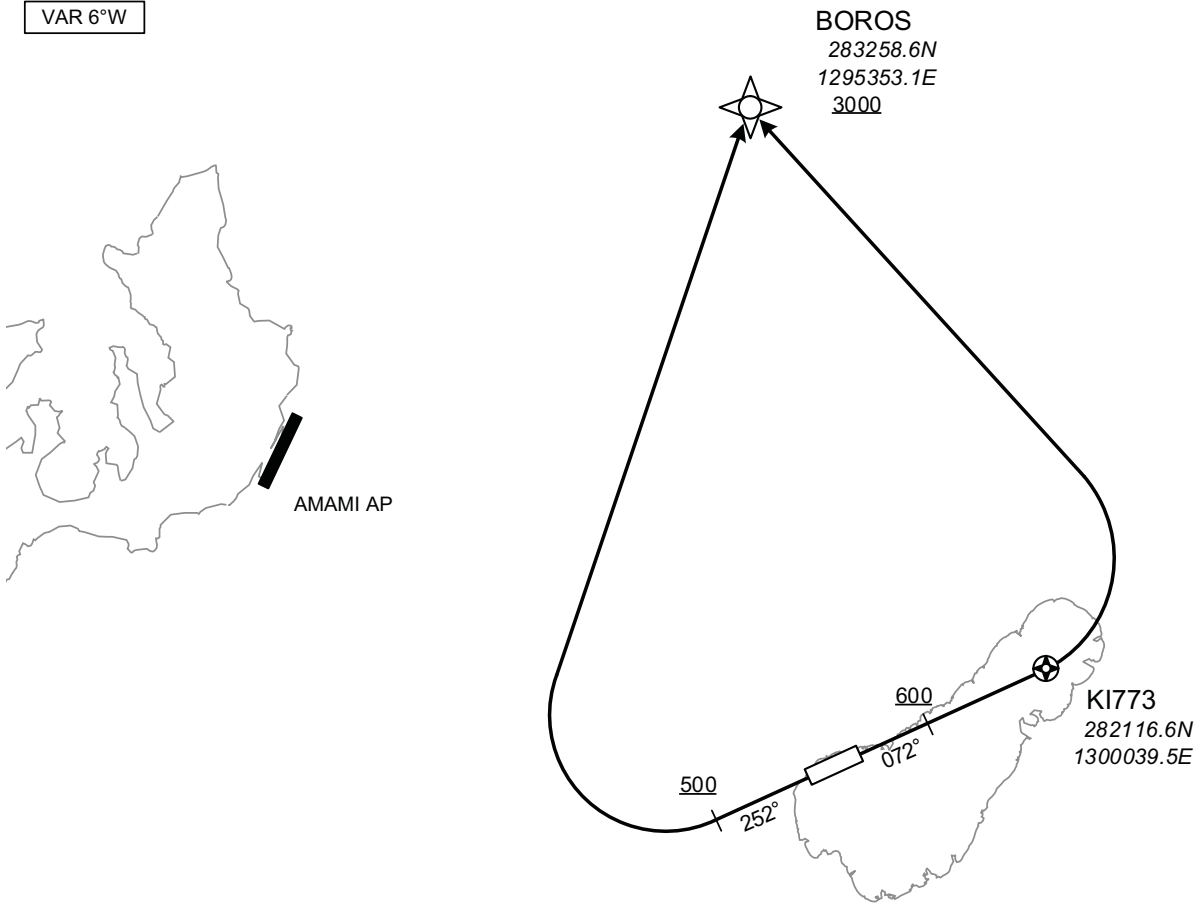 VAR 6°W
BOROS
283258.6N
1295353.1E
3000
AMAMI AP
600
072°
KI773
282116.6N
1300039.5E
500
252°